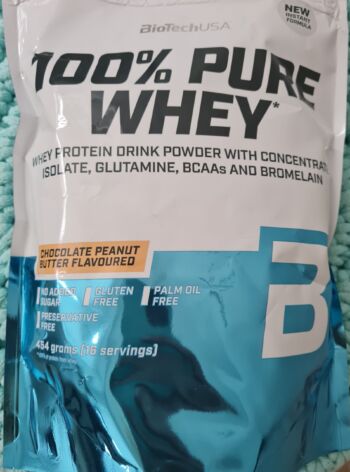 BioTechUSA
NEW
INSTANT
FORMULA
100% PURE
WHEY*
WHEY PROTEIN DRINK POWDER WITH CONCENTRATE
ISOLATE, GLUTAMINE, BCAAs AND BROMELAIN
CHOCOLATE PEANUT
BUTTER FLAVOURED
NO ADDED
SUGAR
GLUTEN
FREE
PALM OIL
FREE
PRESERVATIVE
FREE
454 grams (16 servings)
B